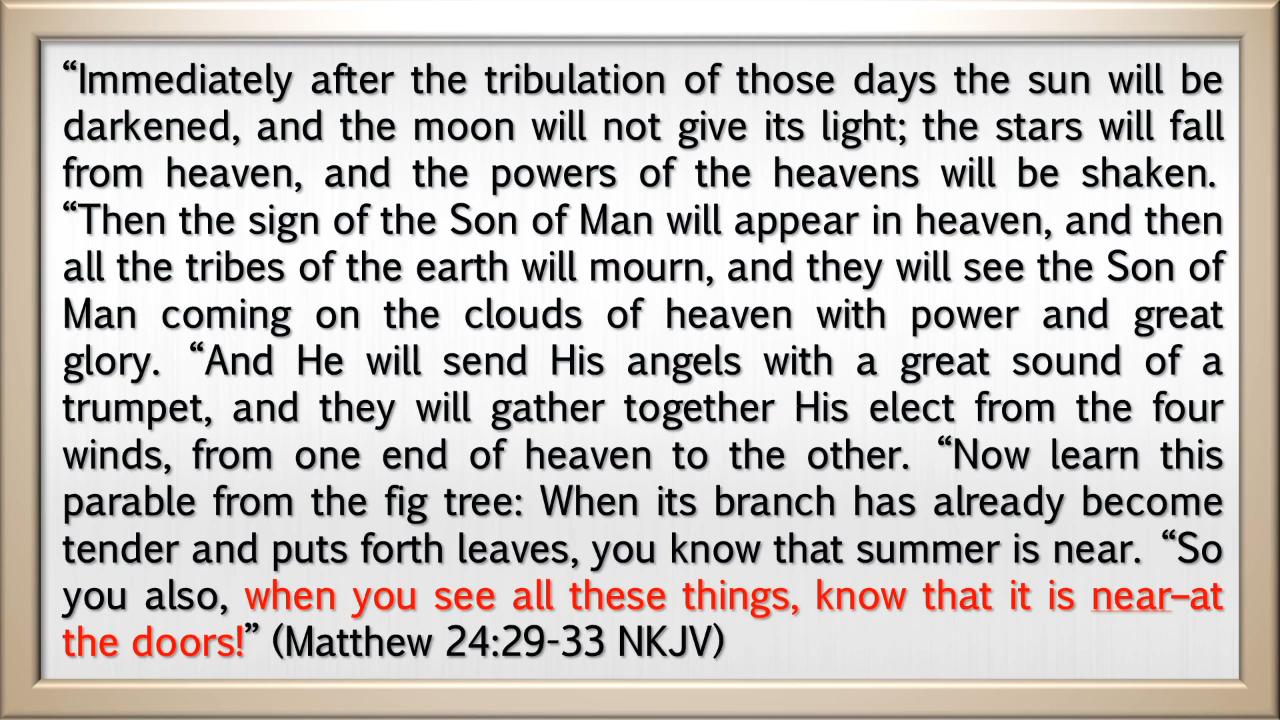 “Immediately after the tribulation of those days the sun will be
darkened, and the moon will not give its light; the stars will fall
from heaven, and the powers of the heavens will be shaken.
“Then the sign of the Son of Man will appear in heaven, and then
all the tribes of the earth will mourn, and they will see the Son of
Man coming on the clouds of heaven with power and great
glory. “And He will send His angels with a great sound of a
trumpet, and they will gather together His elect from the four
winds, from one end of heaven to the other. “Now learn this
parable from the fig tree: When its branch has already become
tender and puts forth leaves, you know that summer is near. “So
you also, when you see all these things, know that it is near–at
the doors!” (Matthew 24:29-33 NKJV)